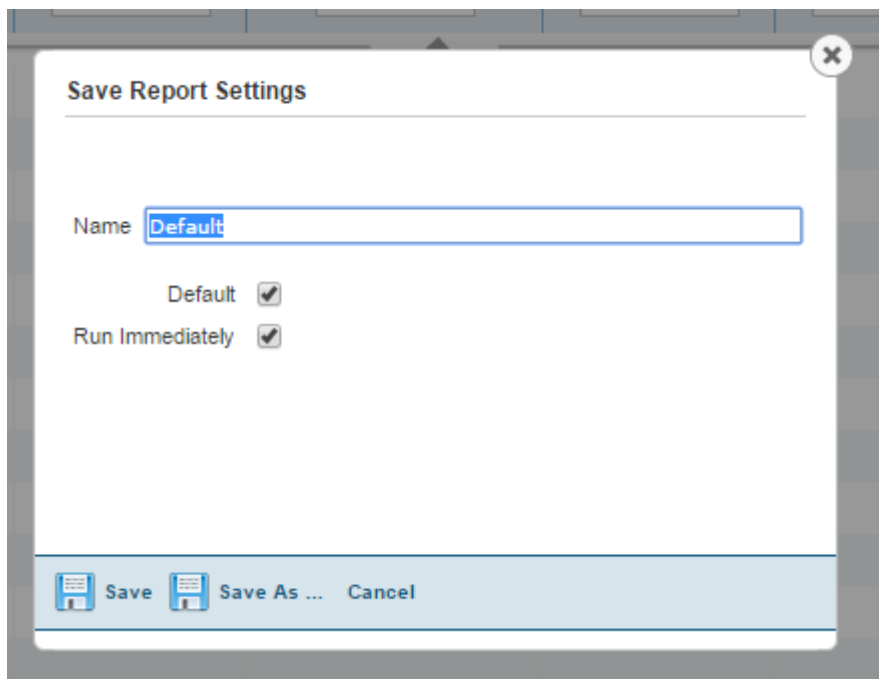 Save Report Settings
Name Default
Default
Run Immediately
Save Save As ... Cancel